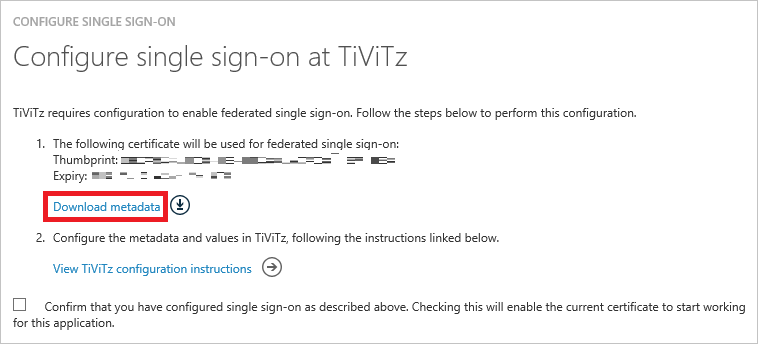 CONFIGURE SINGLE SIGN-ON
Configure single sign-on at TiViTz
TiViTz requires configuration to enable federated single sign-on. Follow the steps below to perform this configuration.
1. The following certificate will be used for federated single sign-on:
Thumbprint:
Expiry:
Download metadata
2. Configure the metadata and values in TiViTz, following the instructions linked below.
View TiViTz configuration instructions
Confirm that you have configured single sign-on as described above. Checking this will enable the current certificate to start working
for this application.